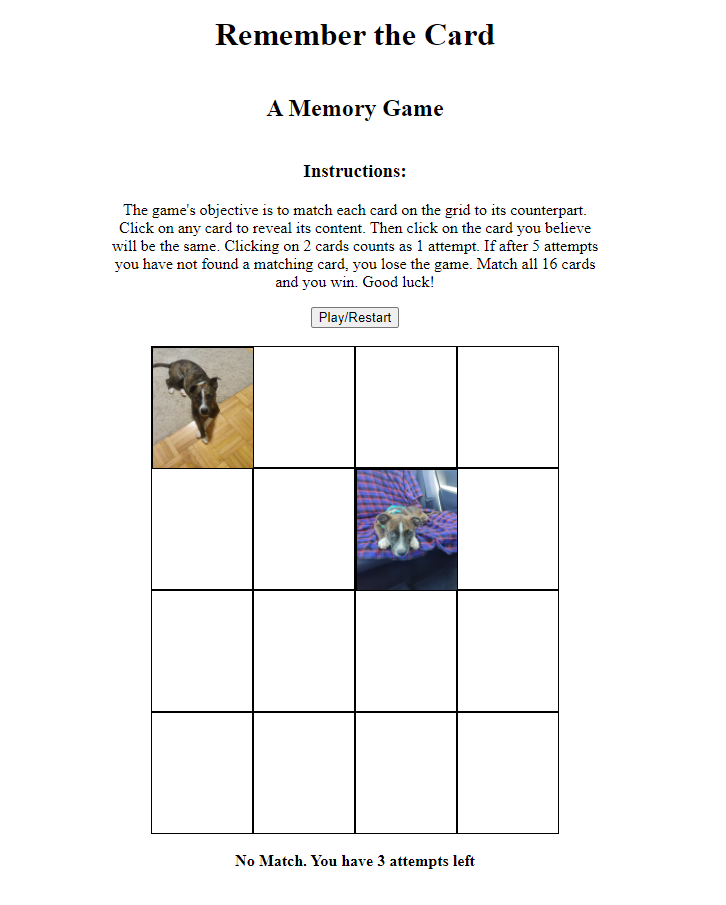 Remember the Card
A Memory Game
Instructions:
The game's objective is to match each card on the grid to its counterpart.
Click on any card to reveal its content. Then click on the card you believe
will be the same. Clicking on 2 cards counts as 1 attempt. If after 5 attempts
you have not found a matching card, you lose the game. Match all 16 cards
and you win. Good luck!
Play/Restart
No Match. You have 3 attempts left